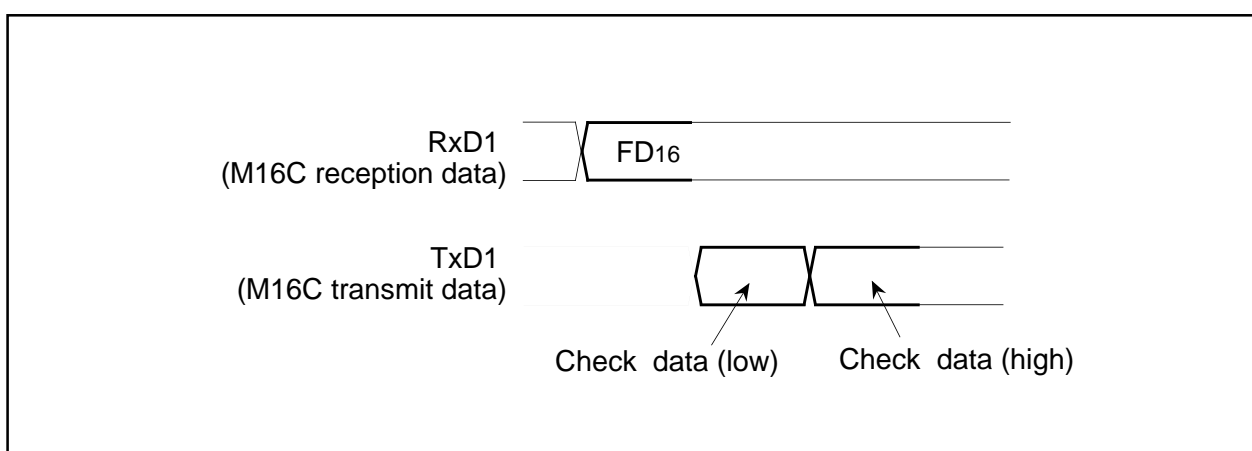 RxD1
(M16C reception data)
FD16
TxD1
(M16C transmit data)
Check data (low)
Check data (high)